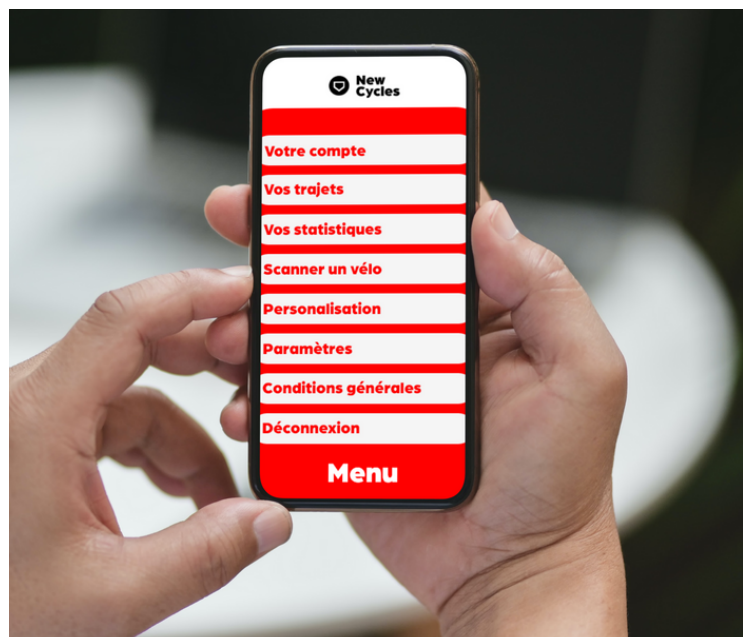 New
Cycles
Votre compte
Vos trajets
Vos statistiques
Scanner un vélo
Personalisation
Paramètres
Conditions générales
Déconnexion
Menu